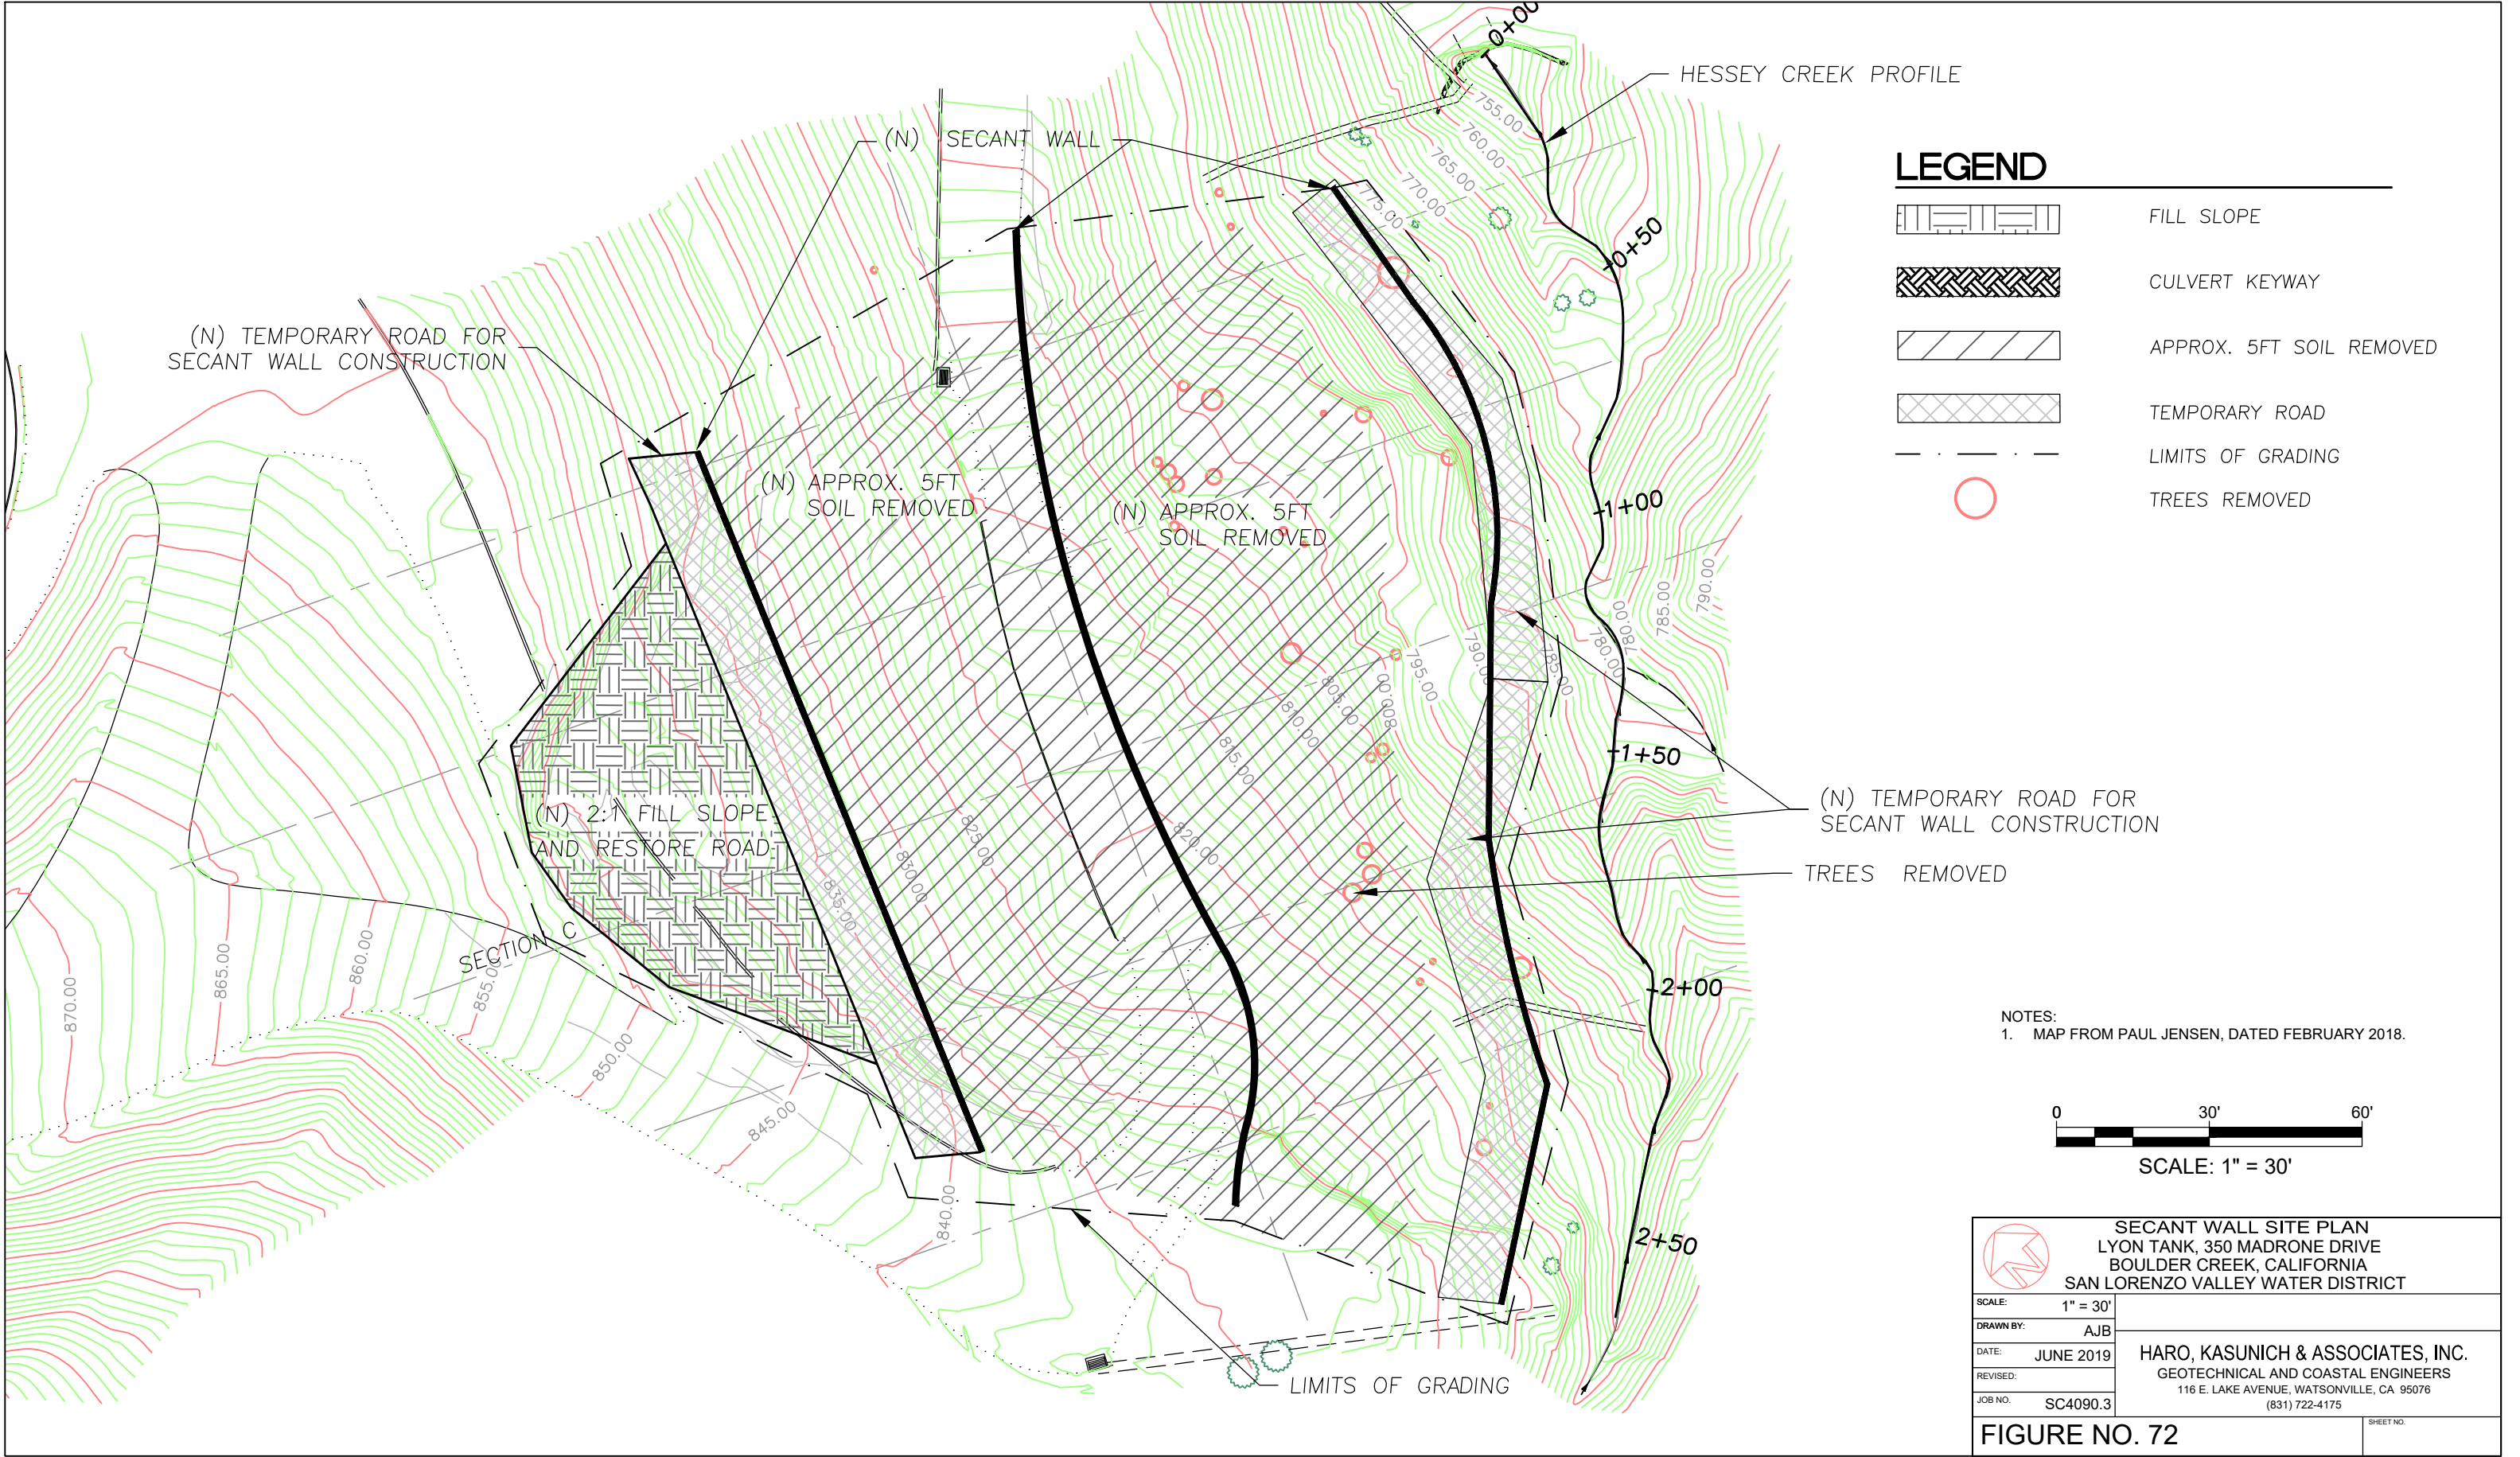 0+00
HESSEY CREEK PROFILE
755.00
760.00
765.00
770.00
775.00
(N) SECANT WALL
0+50
(N) TEMPORARY ROAD FOR
SECANT WALL CONSTRUCTION
(N) APPROX. 5FT
SOIL REMOVED
(N) APPROX. 5FT
SOIL REMOVED
1+00
790.00
785.00
780.00
780.00
785.00
790.0
795.00
800.00
805.00
810.00
815.00
820.00
825.00
830.00
835.00
1+50
(N) TEMPORARY ROAD FOR
SECANT WALL CONSTRUCTION
TREES REMOVED
(N) 2:1 FILL SLOPE
AND RESTORE ROAD
SECTION C
870.00
865.00
860.00
855.00
850.00
845.00
840.00
2+00
2+50
LIMITS OF GRADING
LEGEND
FILL SLOPE
CULVERT KEYWAY
APPROX. 5FT SOIL REMOVED
TEMPORARY ROAD
LIMITS OF GRADING
TREES REMOVED
NOTES:
1. MAP FROM PAUL JENSEN, DATED FEBRUARY 2018.
0 30' 60'
SCALE: 1" = 30'
SECANT WALL SITE PLAN
LYON TANK, 350 MADRONE DRIVE
BOULDER CREEK, CALIFORNIA
SAN LORENZO VALLEY WATER DISTRICT
SCALE: 1" = 30'
DRAWN BY: AJB
DATE: JUNE 2019
REVISED:
JOB NO. SC4090.3
HARO, KASUNICH & ASSOCIATES, INC.
GEOTECHNICAL AND COASTAL ENGINEERS
116 E. LAKE AVENUE, WATSONVILLE, CA 95076
(831) 722-4175
FIGURE NO. 72
SHEET NO.